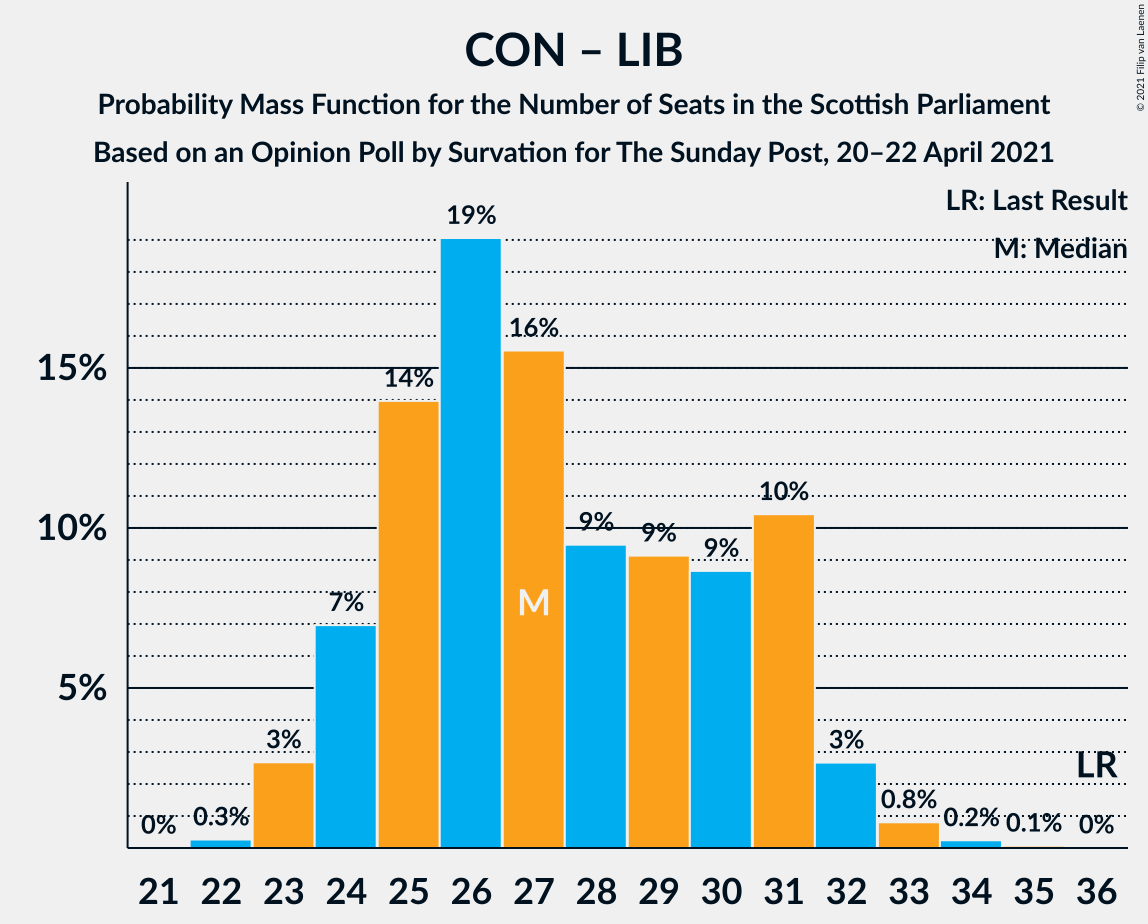 CON – LIB
Probability Mass Function for the Number of Seats in the Scottish Parliament
Based on an Opinion Poll by Survation for The Sunday Post, 20–22 April 2021
© 2021 Filip van Laenen
LR: Last Result
M: Median
15%
10%
5%
0%
0.3%
3%
7%
14%
19%
16%
9%
9%
9%
10%
3%
0.8%
0.2%
0.1%
0%
M
LR
21 22 23 24 25 26 27 28 29 30 31 32 33 34 35 36